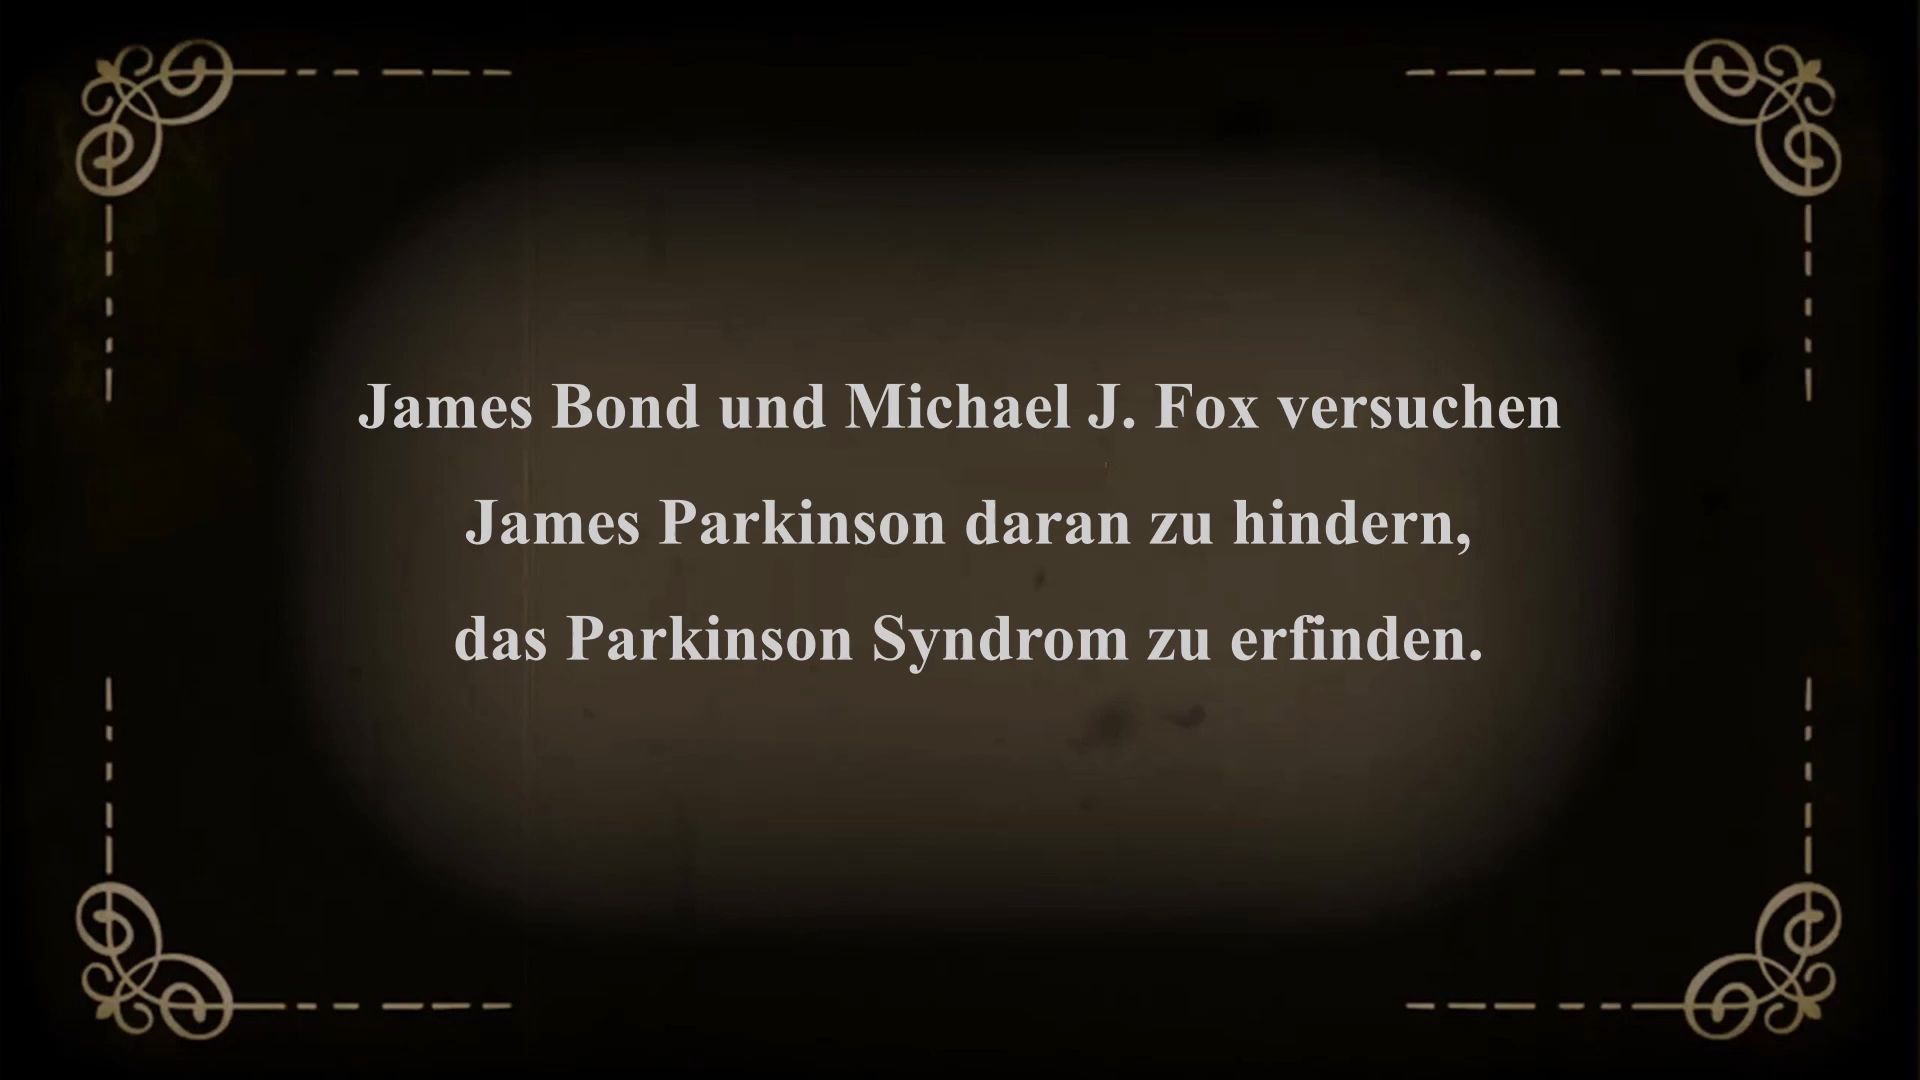 James Bond und Michael J. Fox versuchen
James Parkinson daran zu hindern,
das Parkinson Syndrom zu erfinden.